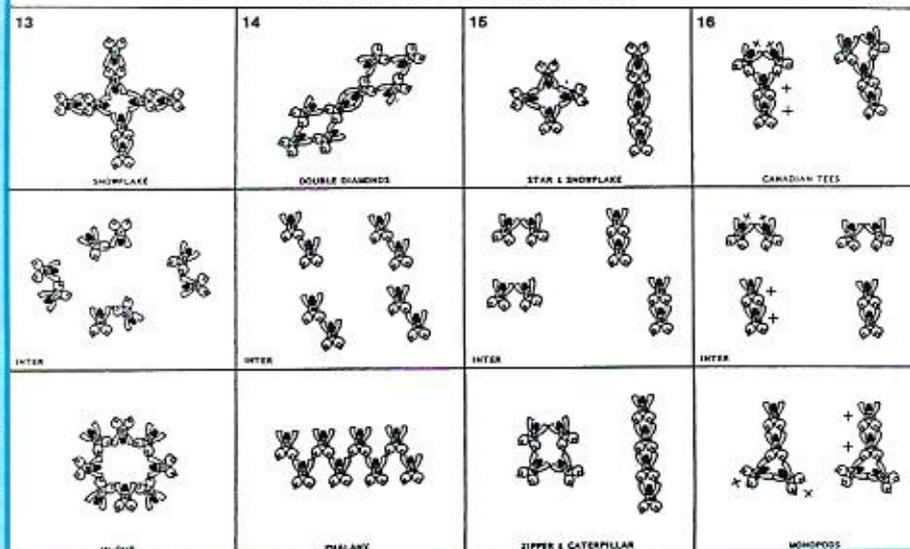 13
14
15
16
SNOWFLAKE
DOUBLE DIAMONDS
STAR & SNOWFLAKE
CANADIAN TEES
INTER
INTER
INTER
INTER
PHALANX
ZIPPER & CATERPILLAR
MONOPODS